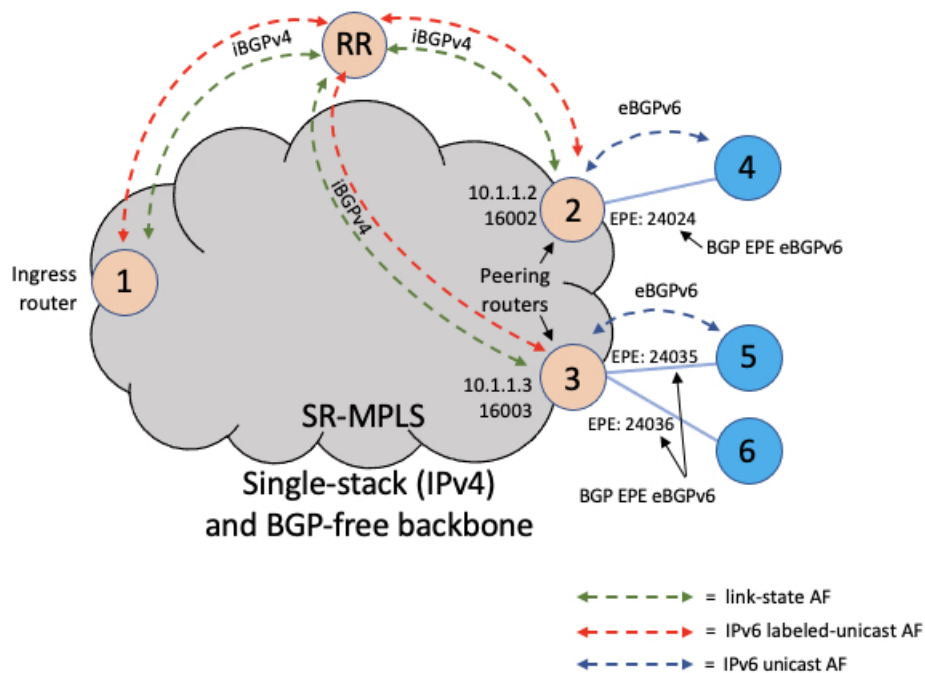 RR
iBGPv4
iBGPv4
eBGPv6
4
10.1.1.2
16002
2
EPE: 24024
iBGPv4
BGP EPE eBGPv6
Ingress
router
1
Peering
routers
eBGPv6
5
EPE: 24035
10.1.1.3
16003
3
SR-MPLS
EPE: 24036
6
Single-stack (IPv4)
and BGP-free backbone
BGP EPE eBGPv6
= link-state AF
= IPv6 labeled-unicast AF
= IPv6 unicast AF